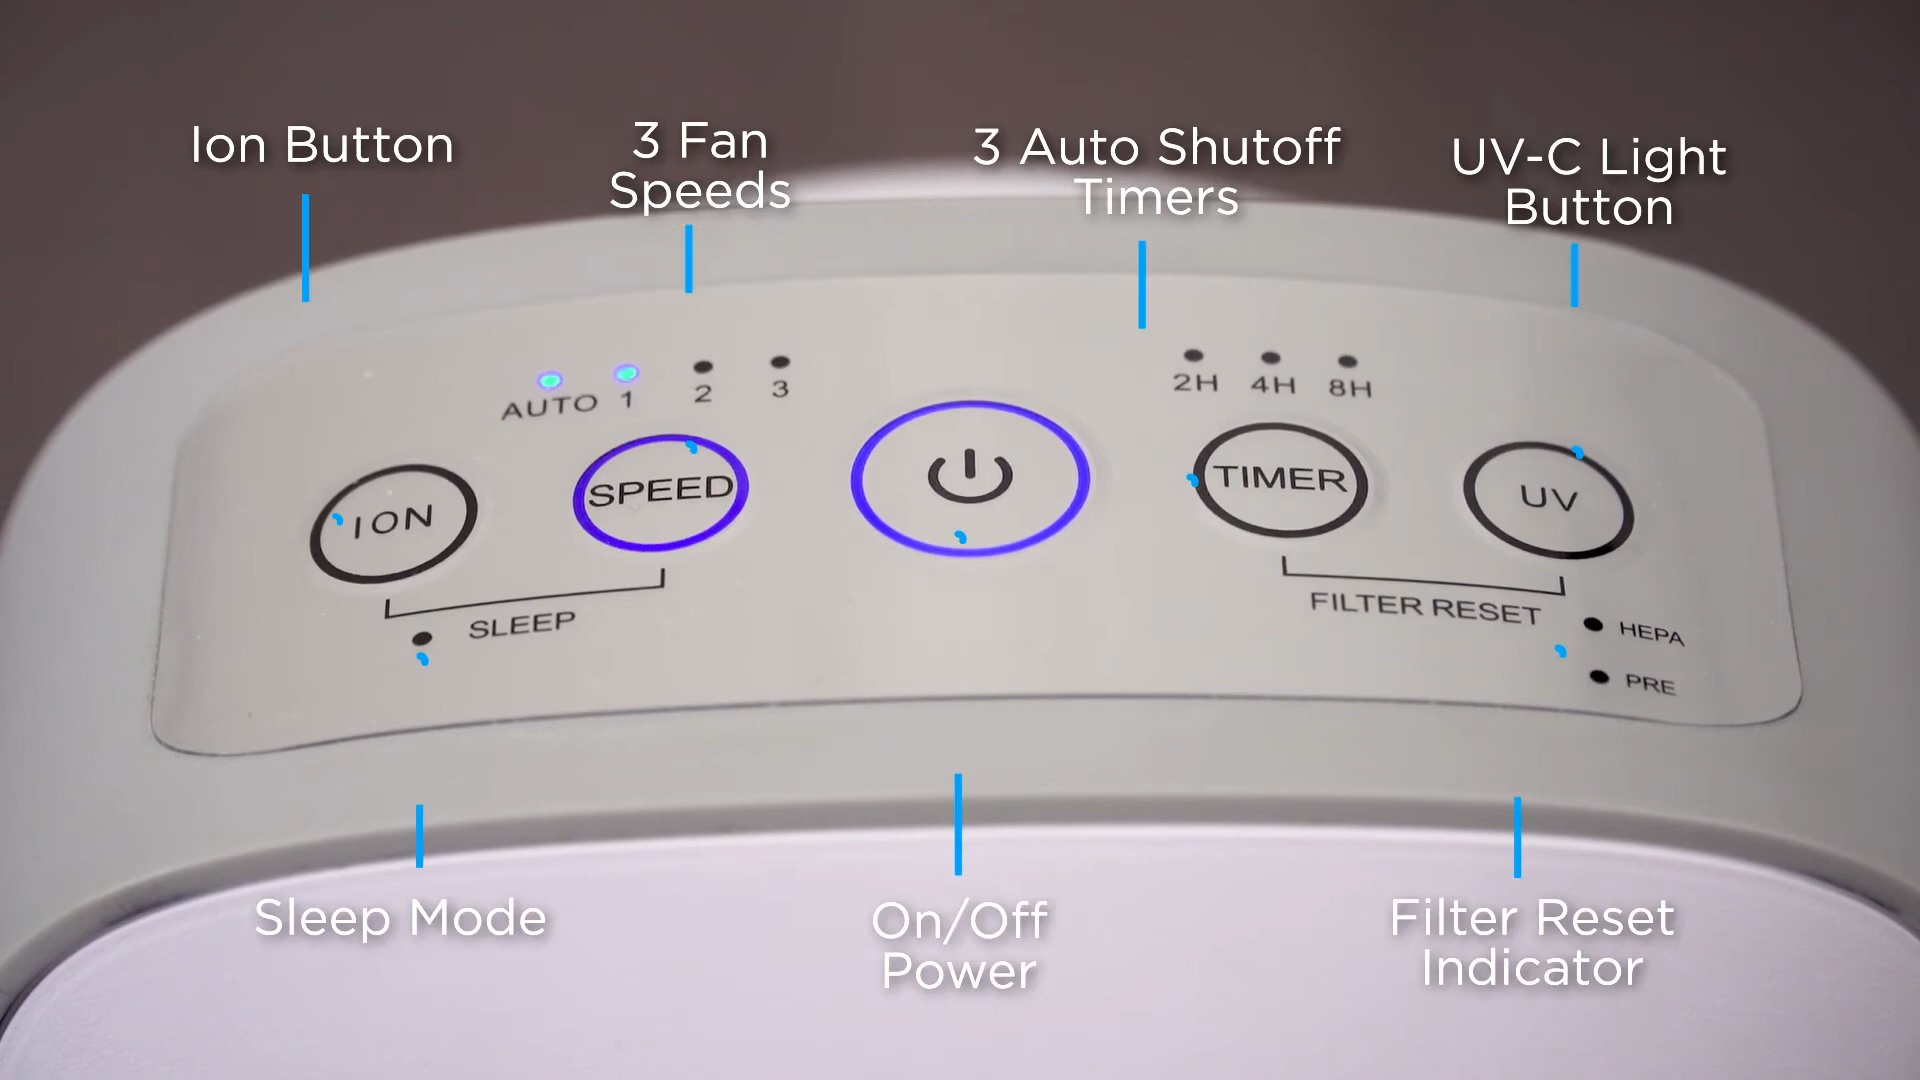 Ion Button
3 Fan
Speeds
3 Auto Shutoff
Timers
UV-C Light
Button
AUTO 1 2 3
2H 4H 8H
ION
SPEED
TIMER
UV
SLEEP
FILTER RESET
HEPA
PRE
Sleep Mode
On/Off
Power
Filter Reset
Indicator